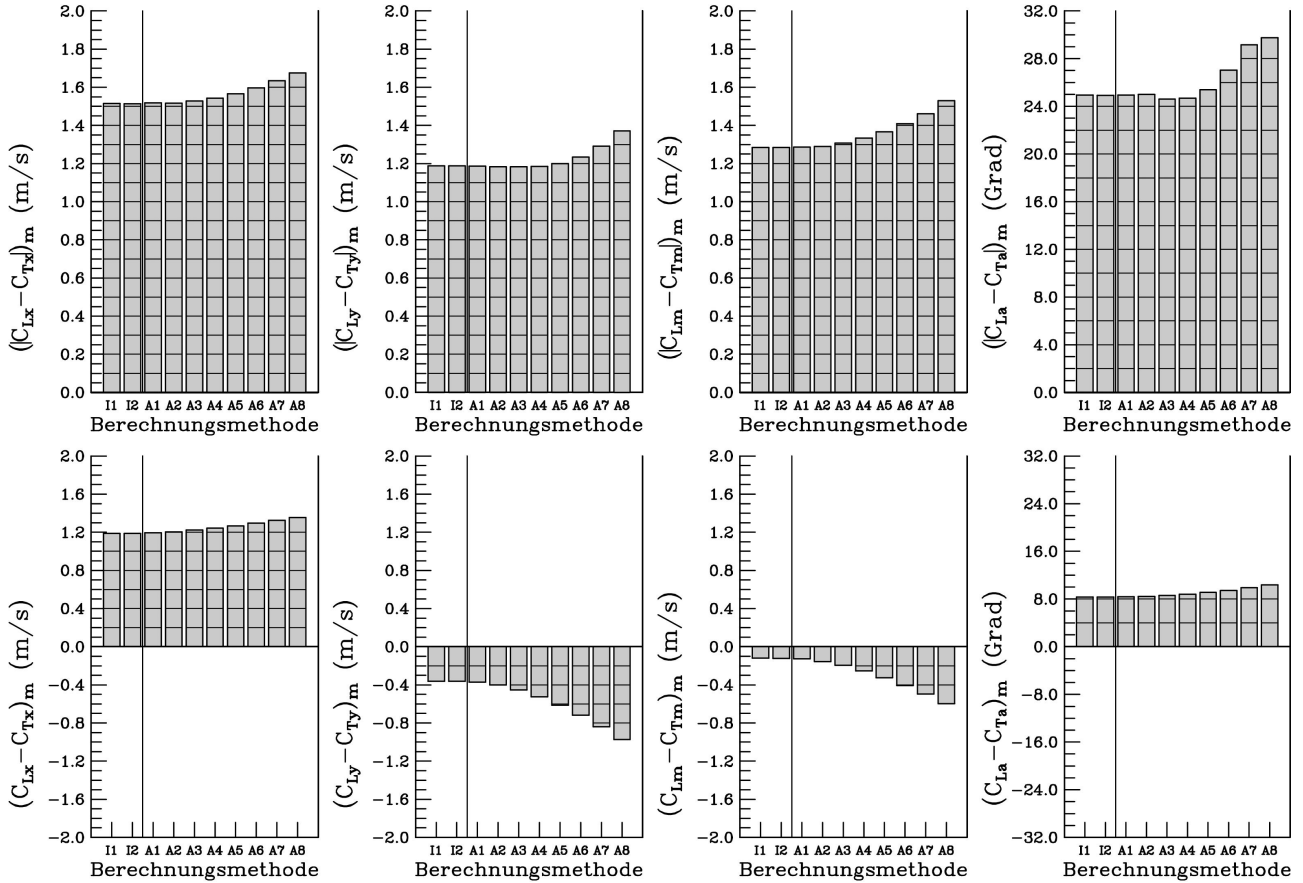 2.0 1.8 1.6 1.4 1.2 1.0 0.8 0.6 0.4 0.2 0.0
(|C_Lx−C_Tx|)_m (m/s)
I1 I2 A1 A2 A3 A4 A5 A6 A7 A8
Berechnungsmethode
2.0 1.8 1.6 1.4 1.2 1.0 0.8 0.6 0.4 0.2 0.0
(|C_Ly−C_Ty|)_m (m/s)
I1 I2 A1 A2 A3 A4 A5 A6 A7 A8
Berechnungsmethode
2.0 1.8 1.6 1.4 1.2 1.0 0.8 0.6 0.4 0.2 0.0
(|C_Lm−C_Tm|)_m (m/s)
I1 I2 A1 A2 A3 A4 A5 A6 A7 A8
Berechnungsmethode
32.0 28.0 24.0 20.0 16.0 12.0 8.0 4.0 0.0
(|C_La−C_Ta|)_m (Grad)
I1 I2 A1 A2 A3 A4 A5 A6 A7 A8
Berechnungsmethode
2.0 1.6 1.2 0.8 0.4 0.0 −0.4 −0.8 −1.2 −1.6 −2.0
(C_Lx−C_Tx)_m (m/s)
I1 I2 A1 A2 A3 A4 A5 A6 A7 A8
Berechnungsmethode
2.0 1.6 1.2 0.8 0.4 0.0 −0.4 −0.8 −1.2 −1.6 −2.0
(C_Ly−C_Ty)_m (m/s)
I1 I2 A1 A2 A3 A4 A5 A6 A7 A8
Berechnungsmethode
2.0 1.6 1.2 0.8 0.4 0.0 −0.4 −0.8 −1.2 −1.6 −2.0
(C_Lm−C_Tm)_m (m/s)
I1 I2 A1 A2 A3 A4 A5 A6 A7 A8
Berechnungsmethode
32.0 24.0 16.0 8.0 0.0 −8.0 −16.0 −24.0 −32.0
(C_La−C_Ta)_m (Grad)
I1 I2 A1 A2 A3 A4 A5 A6 A7 A8
Berechnungsmethode